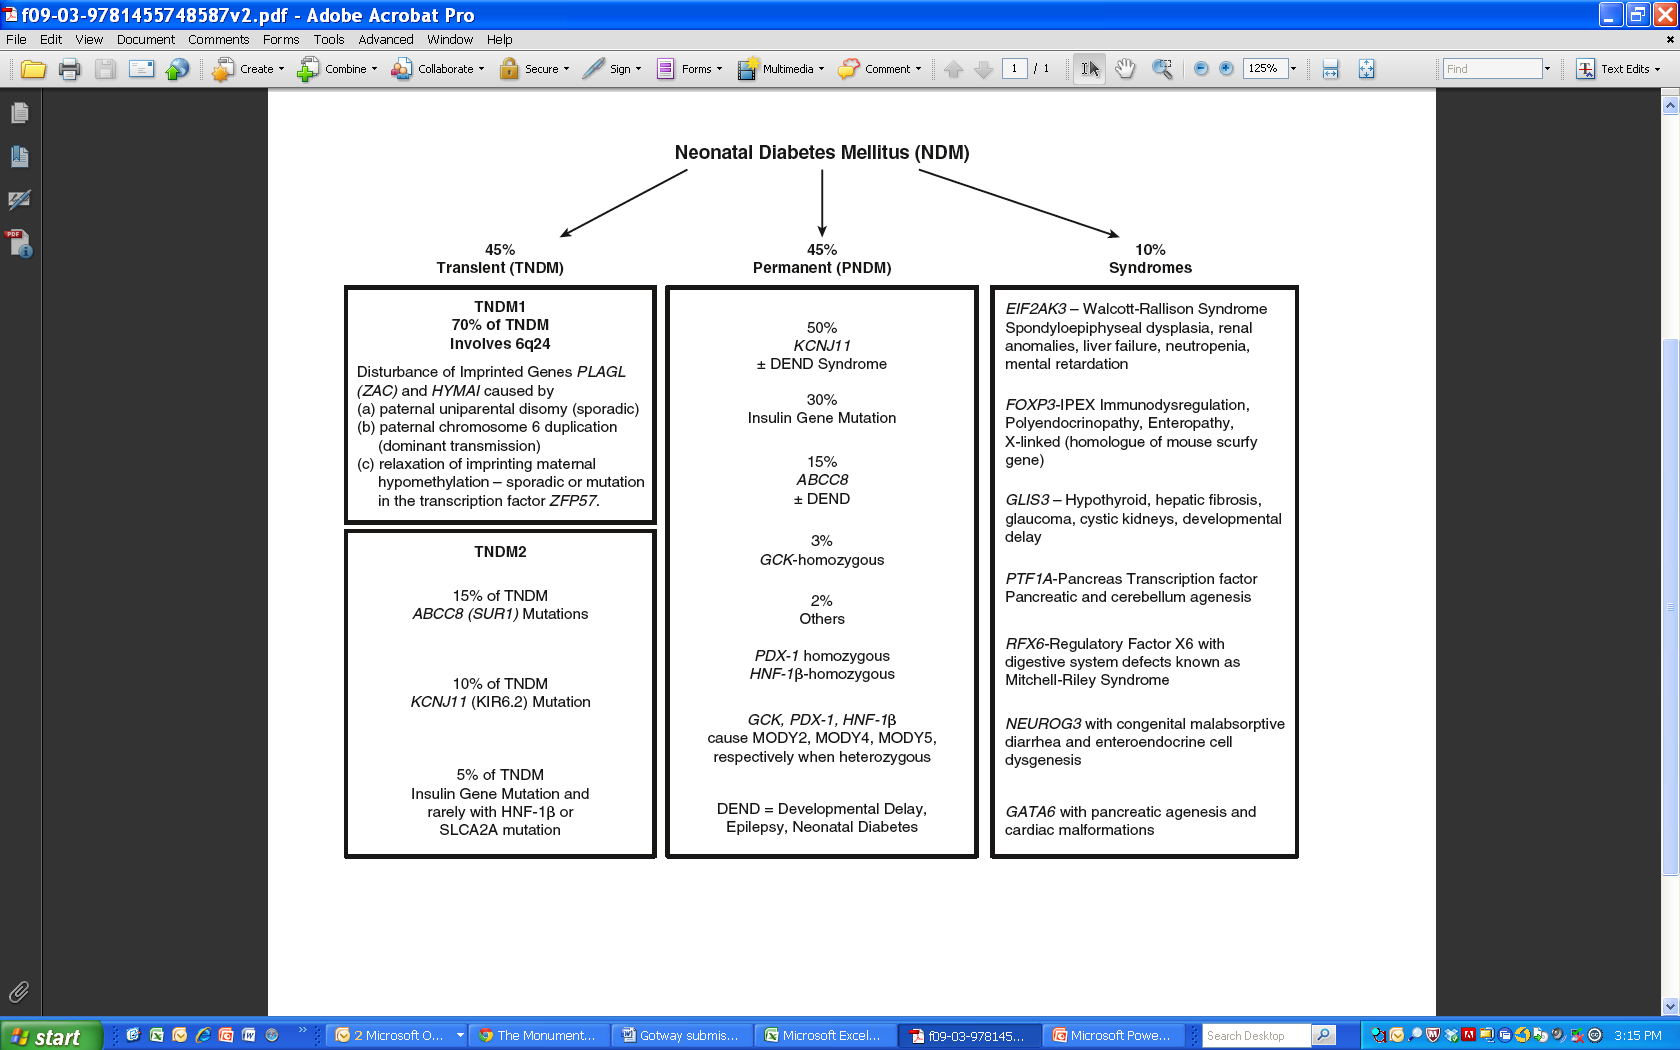 f09-03-9781455748587v2.pdf - Adobe Acrobat Pro
File Edit View Document Comments Forms Tools Advanced Window Help
Create Combine Collaborate Secure Sign Forms Multimedia Comment 1 / 1 125% Find Text Edits
Neonatal Diabetes Mellitus (NDM)
45%
Transient (TNDM)
TNDM1
70% of TNDM
Involves 6q24
Disturbance of Imprinted Genes PLAGL
(ZAC) and HYMAI caused by
(a) paternal uniparental disomy (sporadic)
(b) paternal chromosome 6 duplication
(dominant transmission)
(c) relaxation of imprinting maternal
hypomethylation – sporadic or mutation
in the transcription factor ZFP57.
TNDM2
15% of TNDM
ABCC8 (SUR1) Mutations
10% of TNDM
KCNJ11 (KIR6.2) Mutation
5% of TNDM
Insulin Gene Mutation and
rarely with HNF-1β or
SLCA2A mutation
45%
Permanent (PNDM)
50%
KCNJ11
± DEND Syndrome
30%
Insulin Gene Mutation
15%
ABCC8
± DEND
3%
GCK-homozygous
2%
Others
PDX-1 homozygous
HNF-1β-homozygous
GCK, PDX-1, HNF-1β
cause MODY2, MODY4, MODY5,
respectively when heterozygous
DEND = Developmental Delay,
Epilepsy, Neonatal Diabetes
10%
Syndromes
EIF2AK3 – Walcott-Rallison Syndrome
Spondyloepiphyseal dysplasia, renal
anomalies, liver failure, neutropenia,
mental retardation
FOXP3-IPEX Immunodysregulation,
Polyendocrinopathy, Enteropathy,
X-linked (homologue of mouse scurfy
gene)
GLIS3 – Hypothyroid, hepatic fibrosis,
glaucoma, cystic kidneys, developmental
delay
PTF1A-Pancreas Transcription factor
Pancreatic and cerebellum agenesis
RFX6-Regulatory Factor X6 with
digestive system defects known as
Mitchell-Riley Syndrome
NEUROG3 with congenital malabsorptive
diarrhea and enteroendocrine cell
dysgenesis
GATA6 with pancreatic agenesis and
cardiac malformations
start 2 Microsoft O... The Monument... Gotway submis... Microsoft Excel... f09-03-978145... Microsoft Powe... Search Desktop 3:15 PM